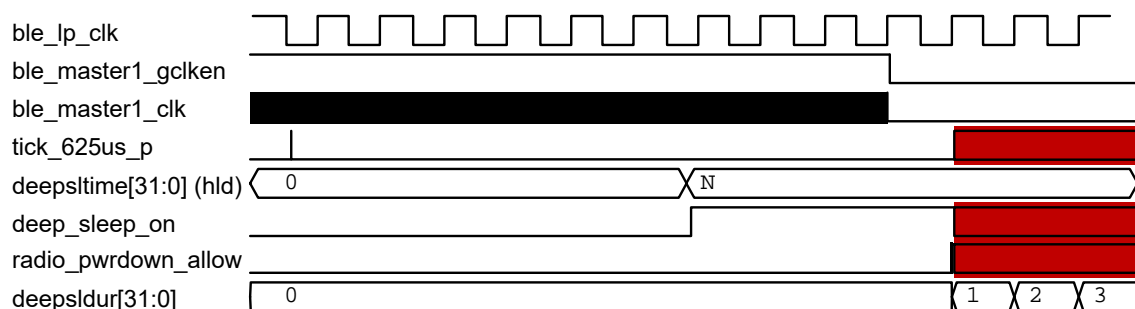 ble_lp_clk
ble_master1_gclken
ble_master1_clk
tick_625us_p
deepsltime[31:0] (hld) 0 N
deep_sleep_on
radio_pwrdown_allow
deepsldur[31:0] 0 1 2 3